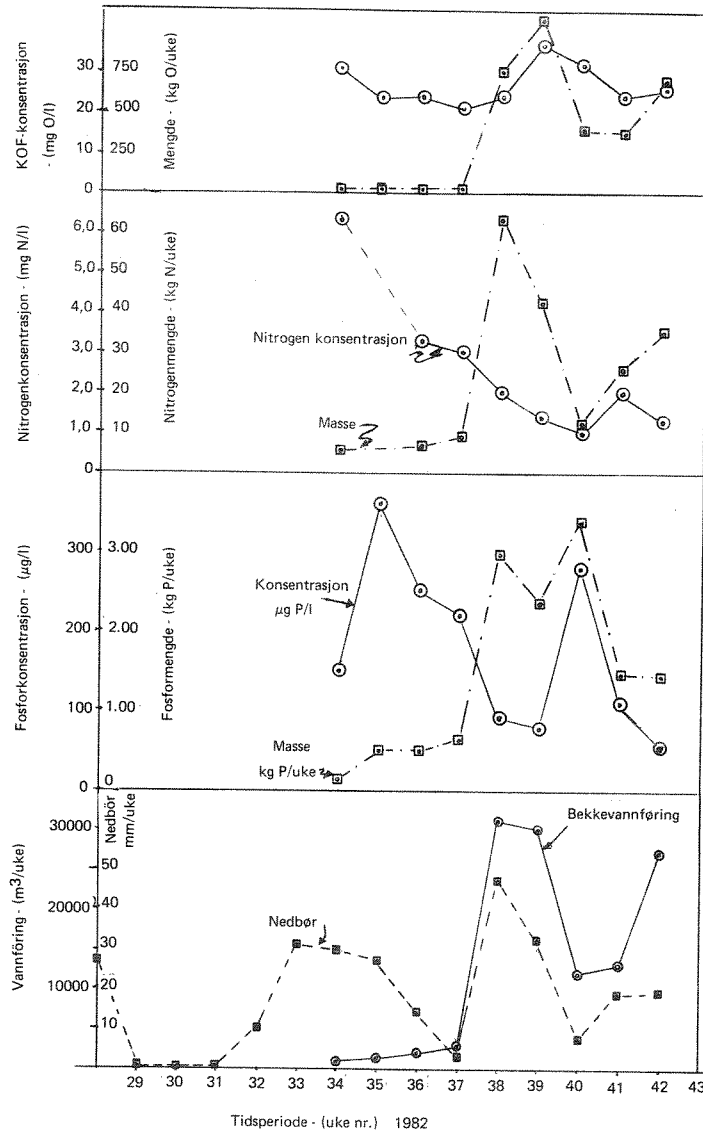 KOF-konsentrasjon
- (mg O/l)
30
20
10
0
750
500
250
Mengde - (kg O/uke)
Nitrogenkonsentrasjon - (mg N/l)
6,0
5,0
4,0
3,0
2,0
1,0
0
60
50
40
30
20
10
Nitrogenmengde - (kg N/uke)
Nitrogen konsentrasjon
Masse
Fosforkonsentrasjon - (µg/l)
300
200
100
0
3.00
2.00
1.00
0
Fosformengde - (kg P/uke)
Konsentrasjon
µg P/l
Masse
kg P/uke
Vannföring - (m3/uke)
30000
20000
10000
Nedbör
mm/uke
50
40
30
20
10
Nedbør
Bekkevannføring
29 30 31 32 33 34 35 36 37 38 39 40 41 42 43
Tidsperiode - (uke nr.) 1982